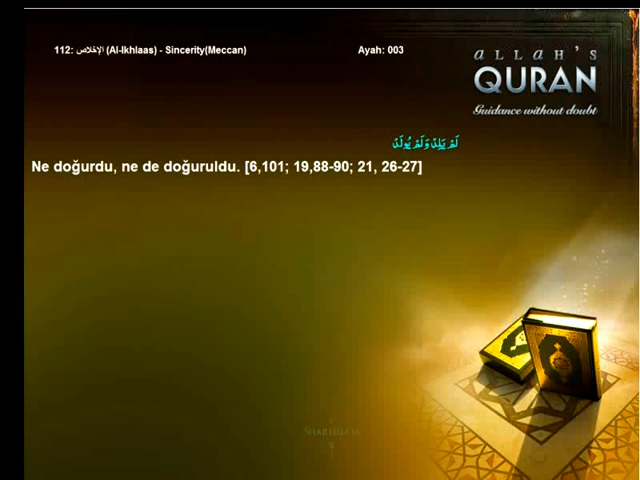 112: الإخلاص (Al-Ikhlaas) - Sincerity(Meccan) Ayah: 003
ALLAH'S
QURAN
Guidance without doubt
لَمْ يَلِدْ وَلَمْ يُولَدْ
Ne doğurdu, ne de doğuruldu. [6,101; 19,88-90; 21, 26-27]